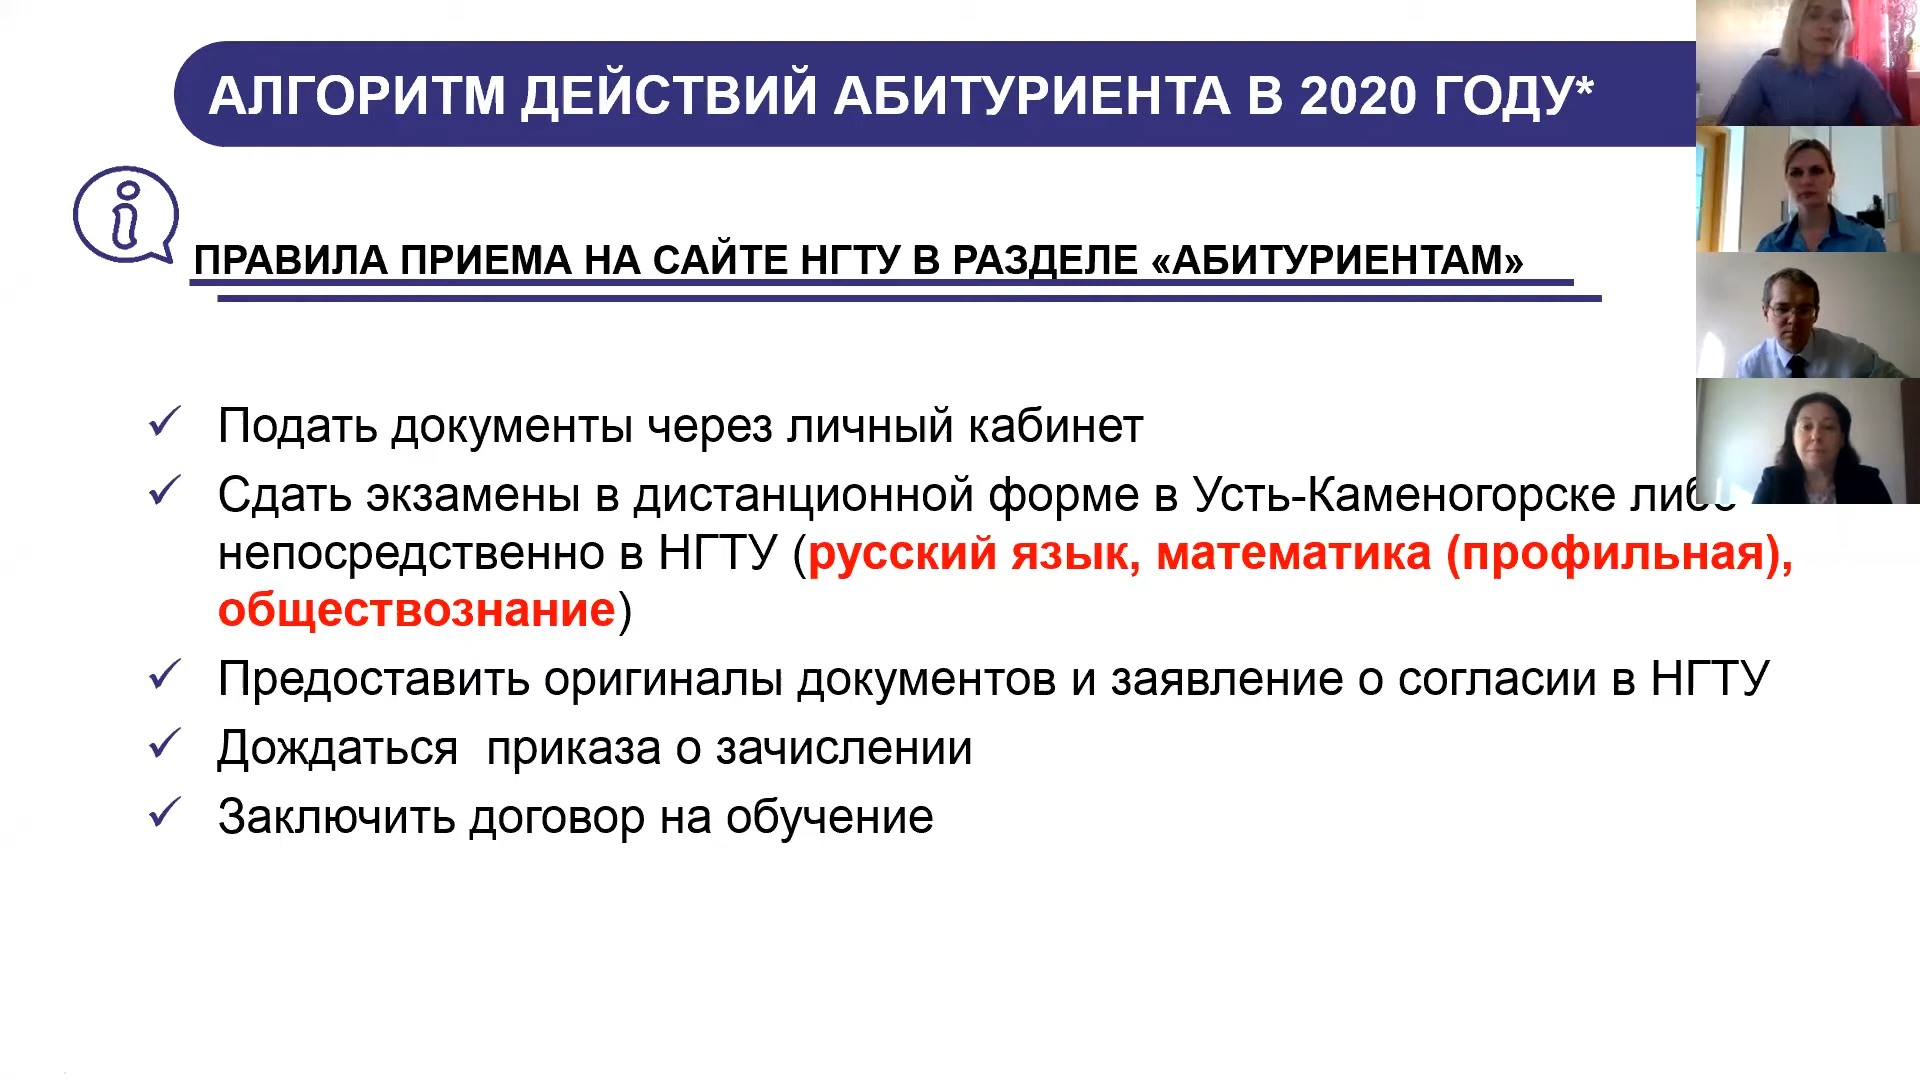 АЛГОРИТМ ДЕЙСТВИЙ АБИТУРИЕНТА В 2020 ГОДУ*
ПРАВИЛА ПРИЕМА НА САЙТЕ НГТУ В РАЗДЕЛЕ «АБИТУРИЕНТАМ»
Подать документы через личный кабинет
Сдать экзамены в дистанционной форме в Усть-Каменогорске либо
непосредственно в НГТУ (русский язык, математика (профильная),
обществознание)
Предоставить оригиналы документов и заявление о согласии в НГТУ
Дождаться приказа о зачислении
Заключить договор на обучение